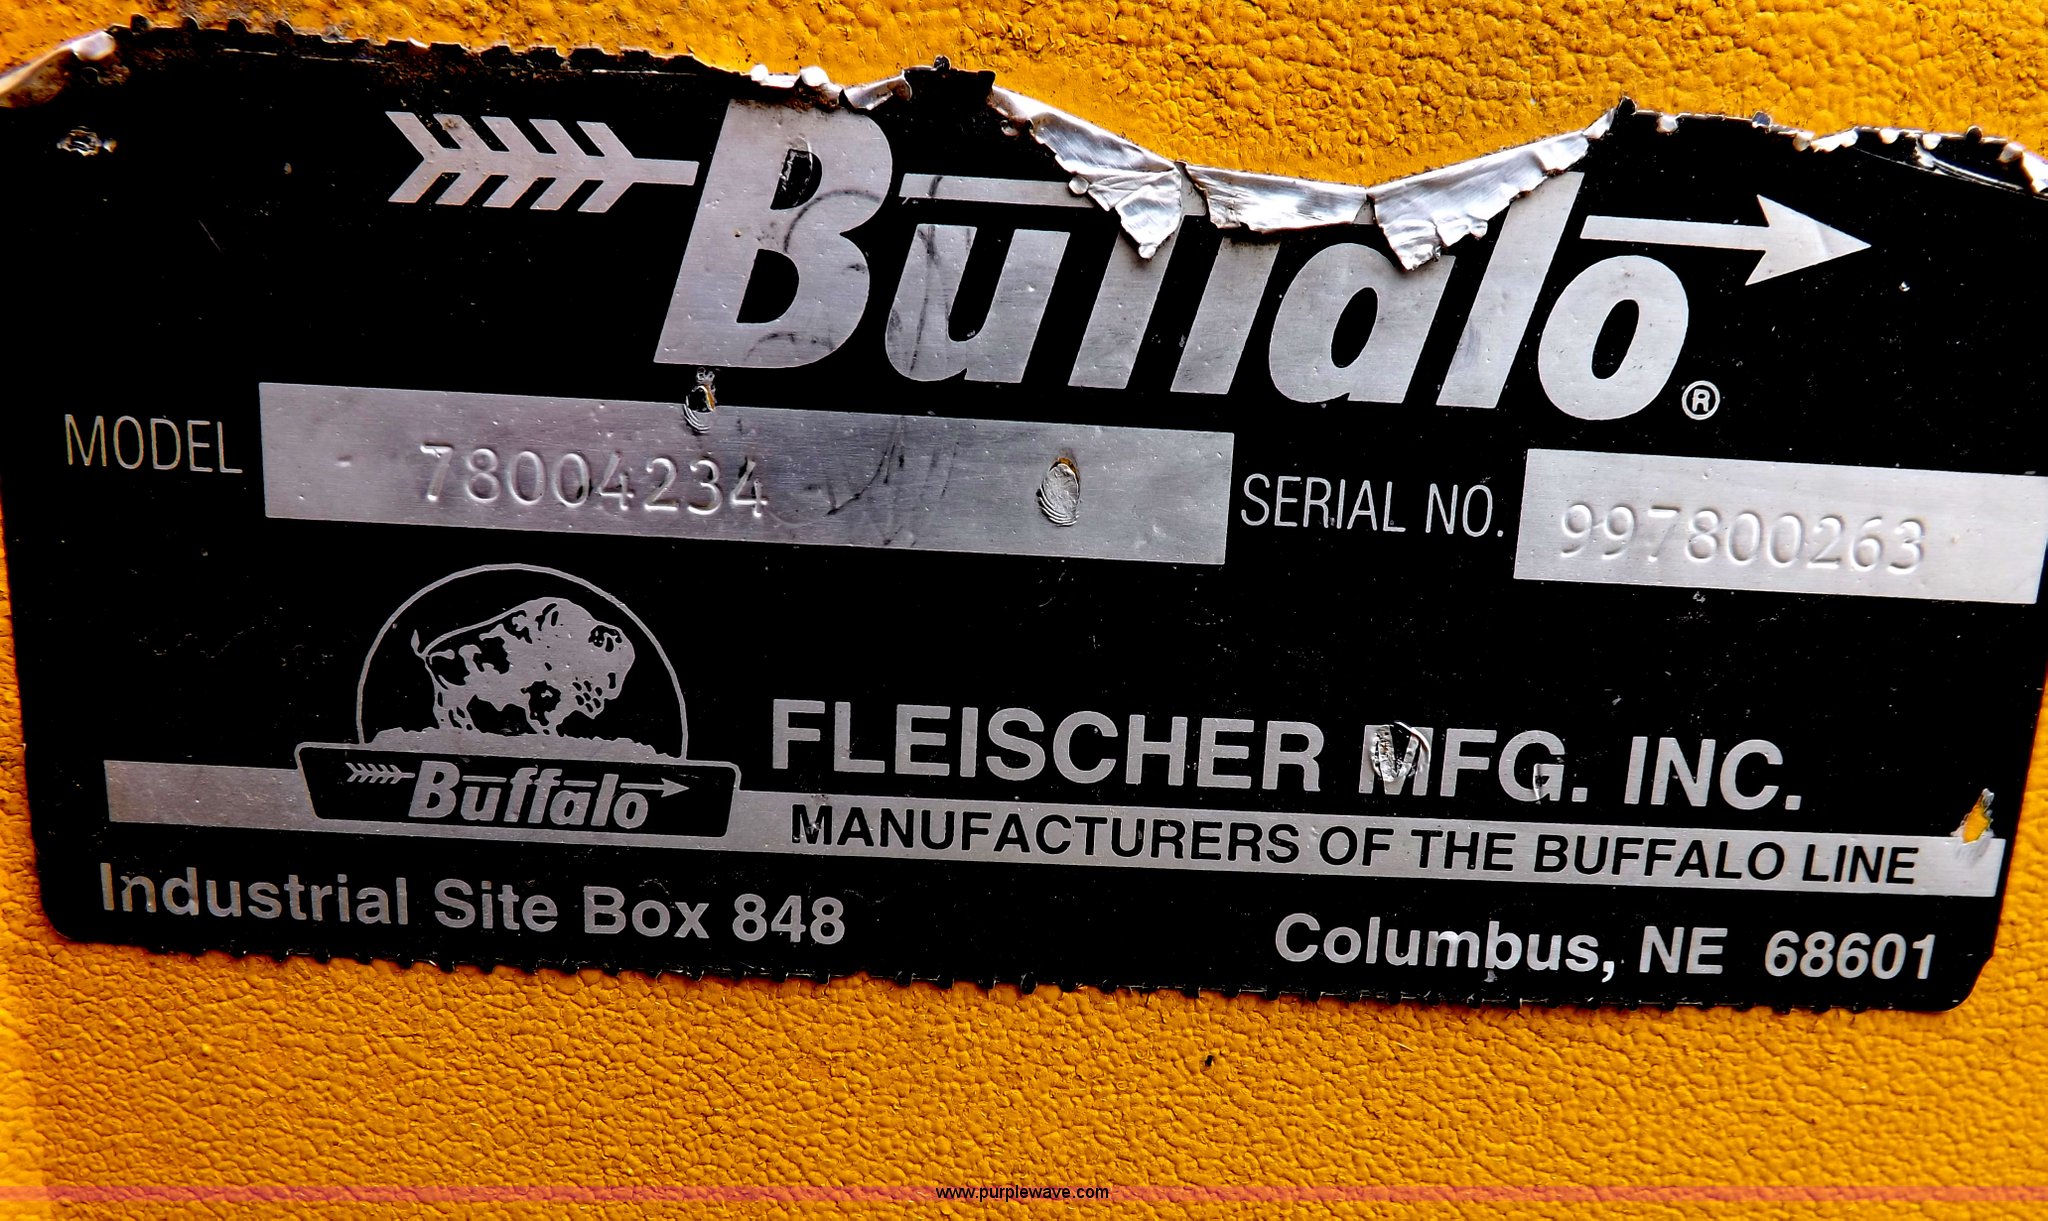 Buffalo®
MODEL 78004234 SERIAL NO. 997800263
Buffalo
FLEISCHER MFG. INC.
MANUFACTURERS OF THE BUFFALO LINE
Industrial Site Box 848 Columbus, NE 68601
www.purplewave.com